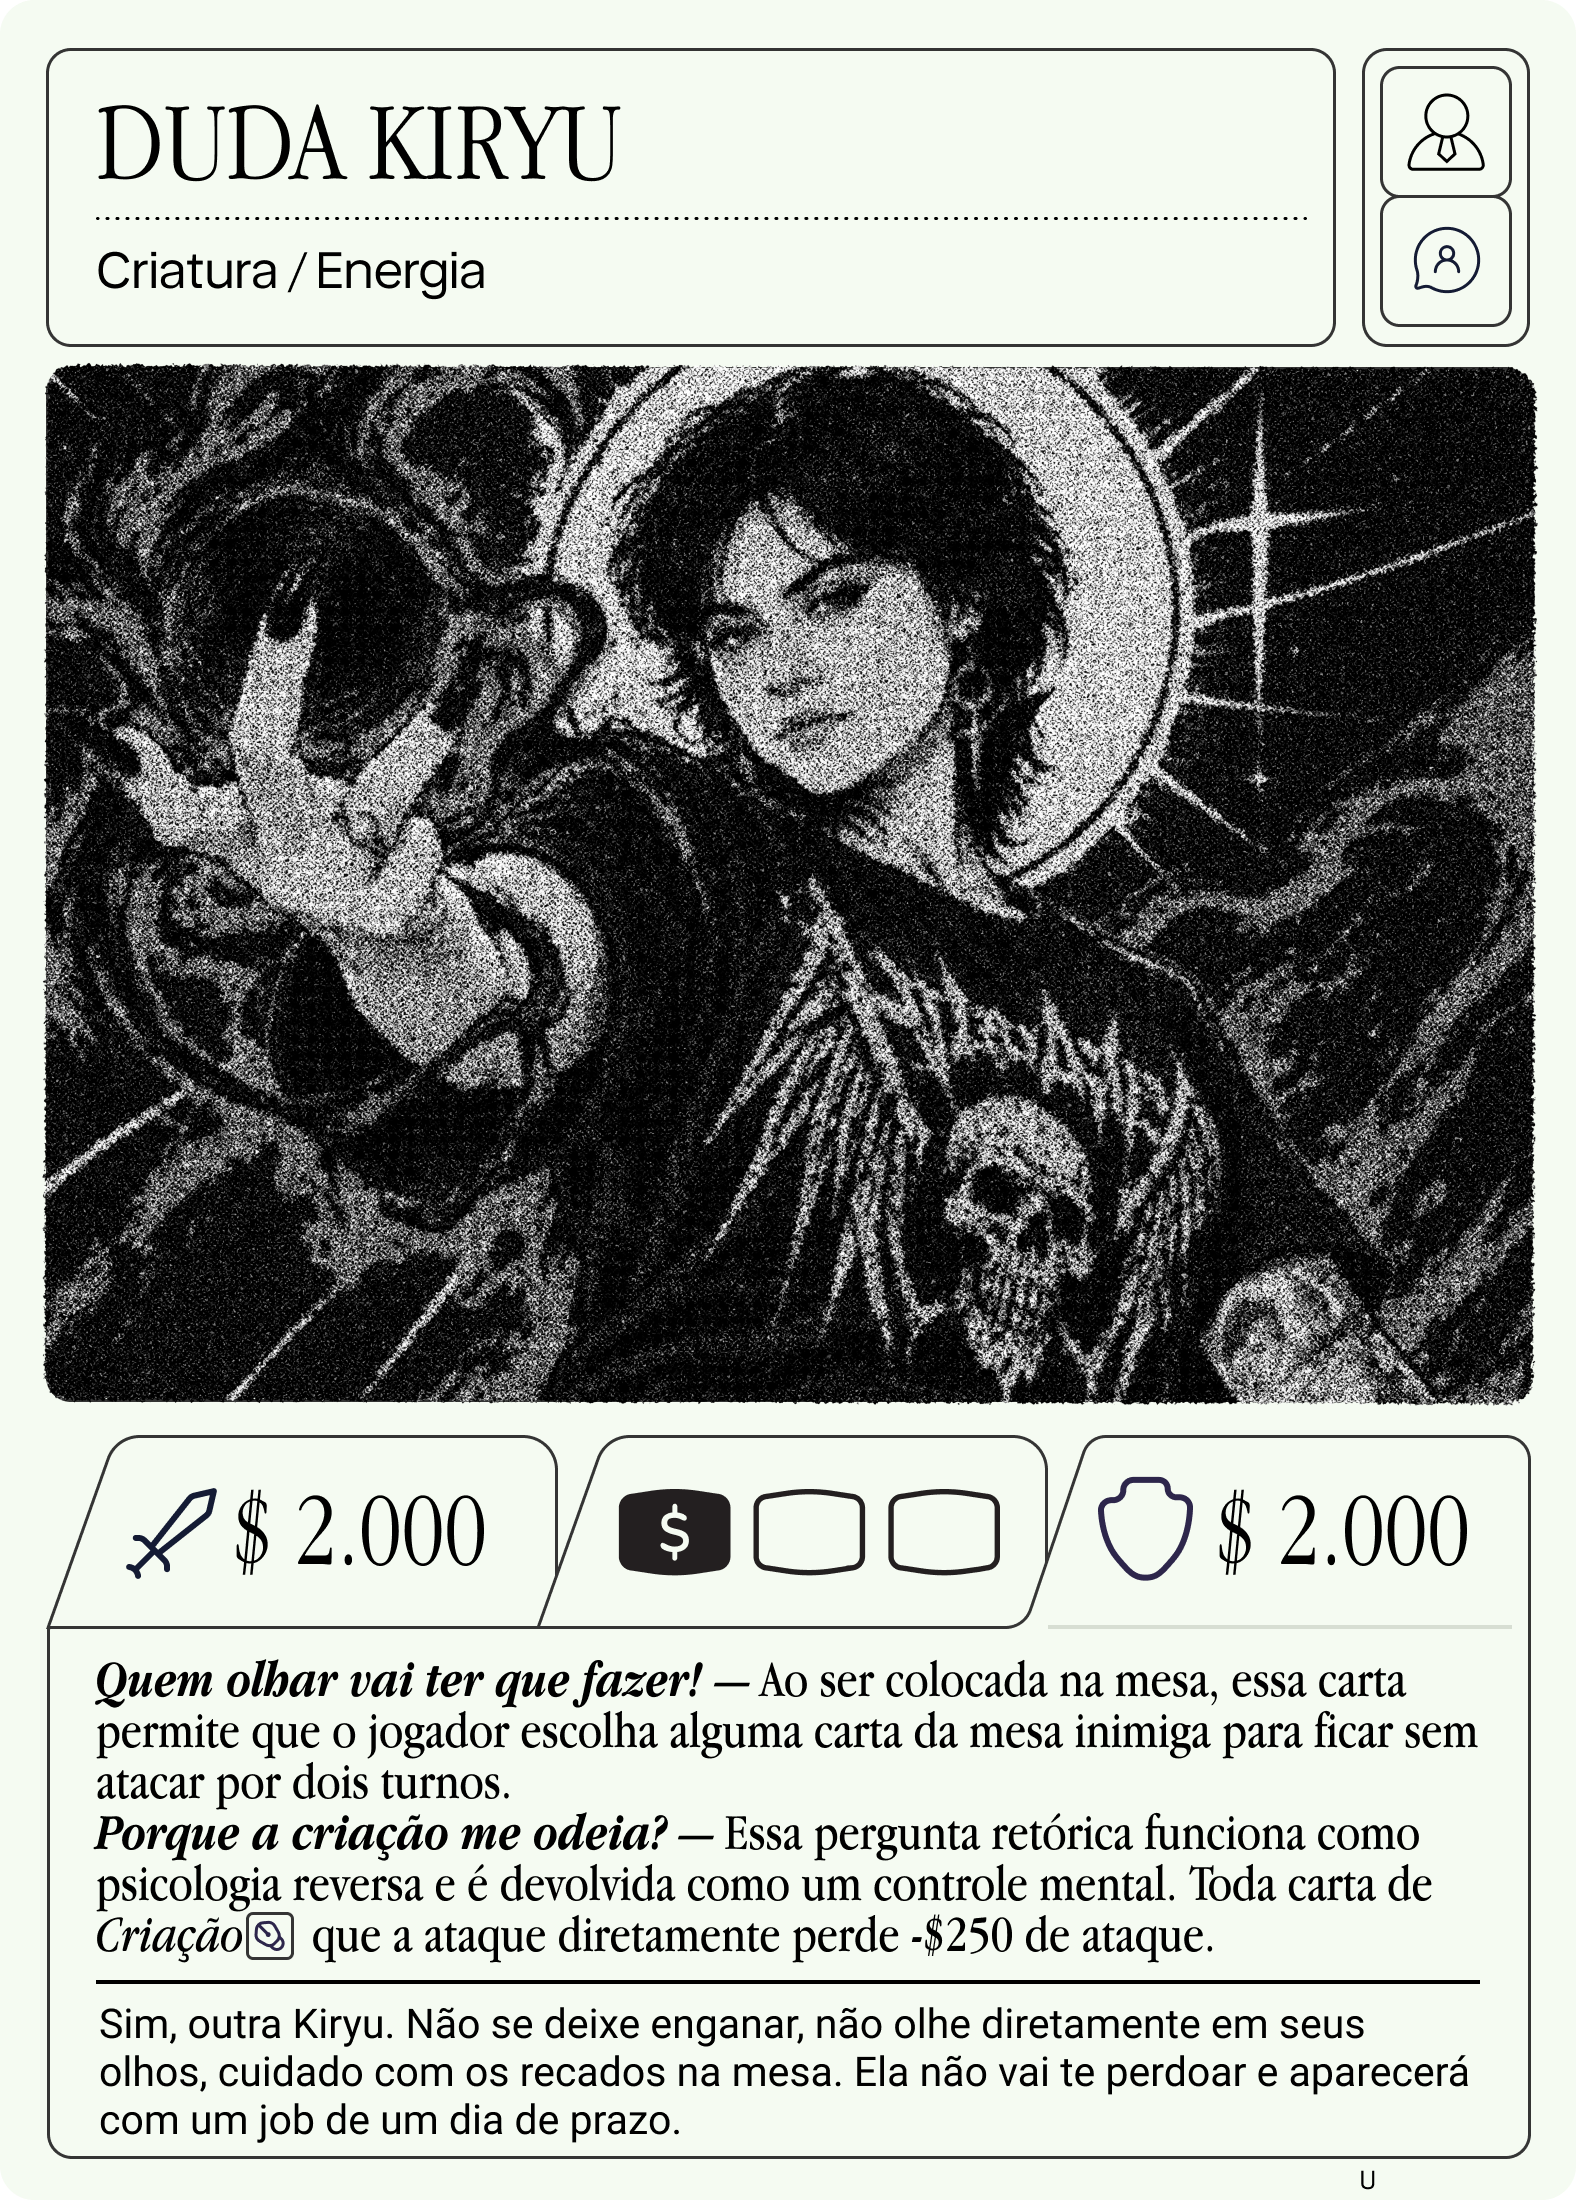 DUDA KIRYU
Criatura / Energia
$ 2.000
$
$ 2.000
Quem olhar vai ter que fazer! — Ao ser colocada na mesa, essa carta
permite que o jogador escolha alguma carta da mesa inimiga para ficar sem
atacar por dois turnos.
Porque a criação me odeia? — Essa pergunta retórica funciona como
psicologia reversa e é devolvida como um controle mental. Toda carta de
Criação que a ataque diretamente perde -$250 de ataque.
Sim, outra Kiryu. Não se deixe enganar, não olhe diretamente em seus
olhos, cuidado com os recados na mesa. Ela não vai te perdoar e aparecerá
com um job de um dia de prazo.
U